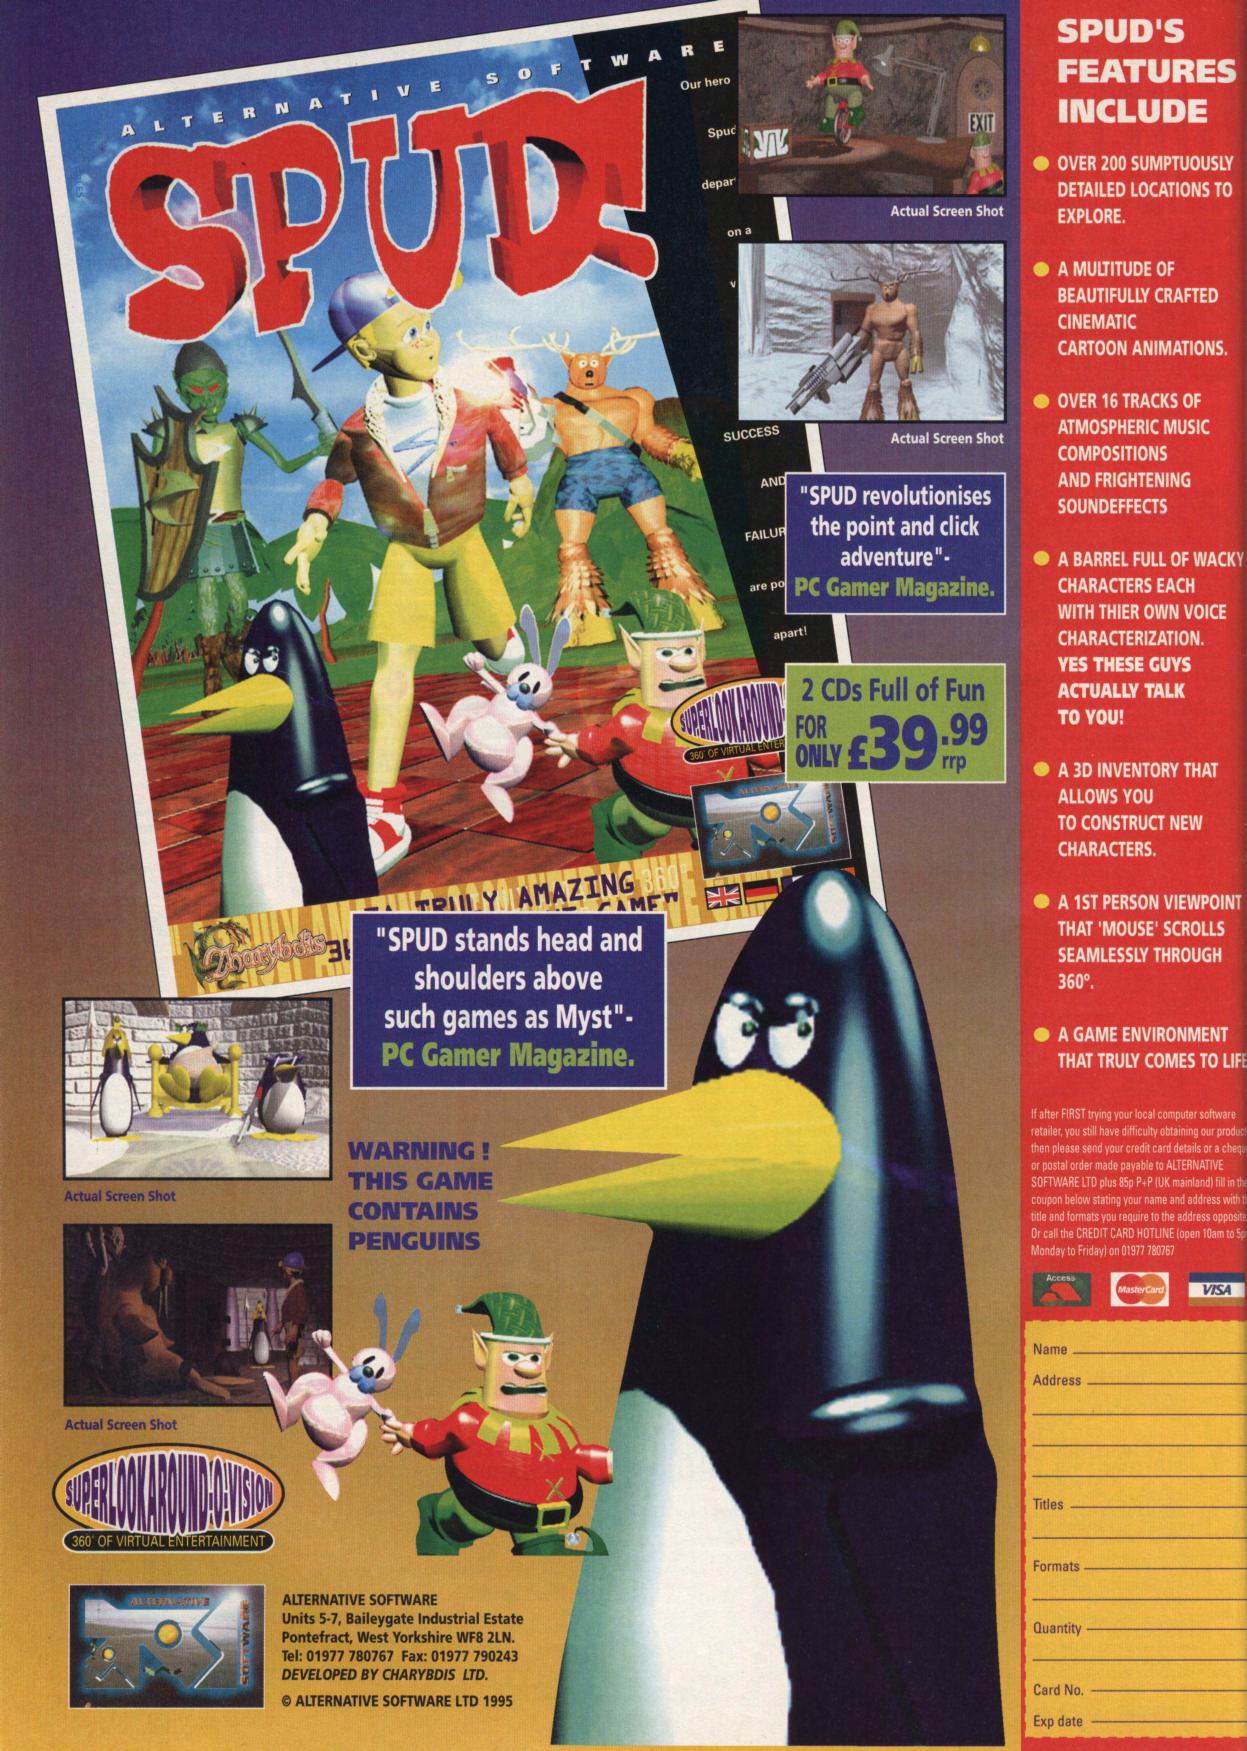 ALTERNATIVE SOFTWARE
SPUD!
Our hero
Spud
depar
on a
SUCCESS
AND
FAILUR
are po
apart!
EXIT
Actual Screen Shot
Actual Screen Shot
"SPUD revolutionises
the point and click
adventure"-
PC Gamer Magazine.
2 CDs Full of Fun
FOR
ONLY £39.99
rrp
SUPERLOOKAROUND
360° OF VIRTUAL ENTER
ALTERNATIVE
TRULY AMAZING 360°
GAME"
Charybdis
"SPUD stands head and
shoulders above
such games as Myst"-
PC Gamer Magazine.
Actual Screen Shot
WARNING !
THIS GAME
CONTAINS
PENGUINS
Actual Screen Shot
SUPERLOOKAROUND-O-VISION
360° OF VIRTUAL ENTERTAINMENT
ALTERNATIVE
SOFTWARE
ALTERNATIVE SOFTWARE
Units 5-7, Baileygate Industrial Estate
Pontefract, West Yorkshire WF8 2LN.
Tel: 01977 780767 Fax: 01977 790243
DEVELOPED BY CHARYBDIS LTD.
© ALTERNATIVE SOFTWARE LTD 1995
SPUD'S
FEATURES
INCLUDE
OVER 200 SUMPTUOUSLY
DETAILED LOCATIONS TO
EXPLORE.
A MULTITUDE OF
BEAUTIFULLY CRAFTED
CINEMATIC
CARTOON ANIMATIONS.
OVER 16 TRACKS OF
ATMOSPHERIC MUSIC
COMPOSITIONS
AND FRIGHTENING
SOUNDEFFECTS
A BARREL FULL OF WACKY
CHARACTERS EACH
WITH THIER OWN VOICE
CHARACTERIZATION.
YES THESE GUYS
ACTUALLY TALK
TO YOU!
A 3D INVENTORY THAT
ALLOWS YOU
TO CONSTRUCT NEW
CHARACTERS.
A 1ST PERSON VIEWPOINT
THAT 'MOUSE' SCROLLS
SEAMLESSLY THROUGH
360°.
A GAME ENVIRONMENT
THAT TRULY COMES TO LIFE
If after FIRST trying your local computer software
retailer, you still have difficulty obtaining our produc
then please send your credit card details or a chequ
or postal order made payable to ALTERNATIVE
SOFTWARE LTD plus 85p P+P (UK mainland) fill in the
coupon below stating your name and address with t
title and formats you require to the address opposite
Or call the CREDIT CARD HOTLINE (open 10am to 5p
Monday to Friday) on 01977 780767
Access
MasterCard
VISA
Name
Address
Titles
Formats
Quantity
Card No.
Exp date